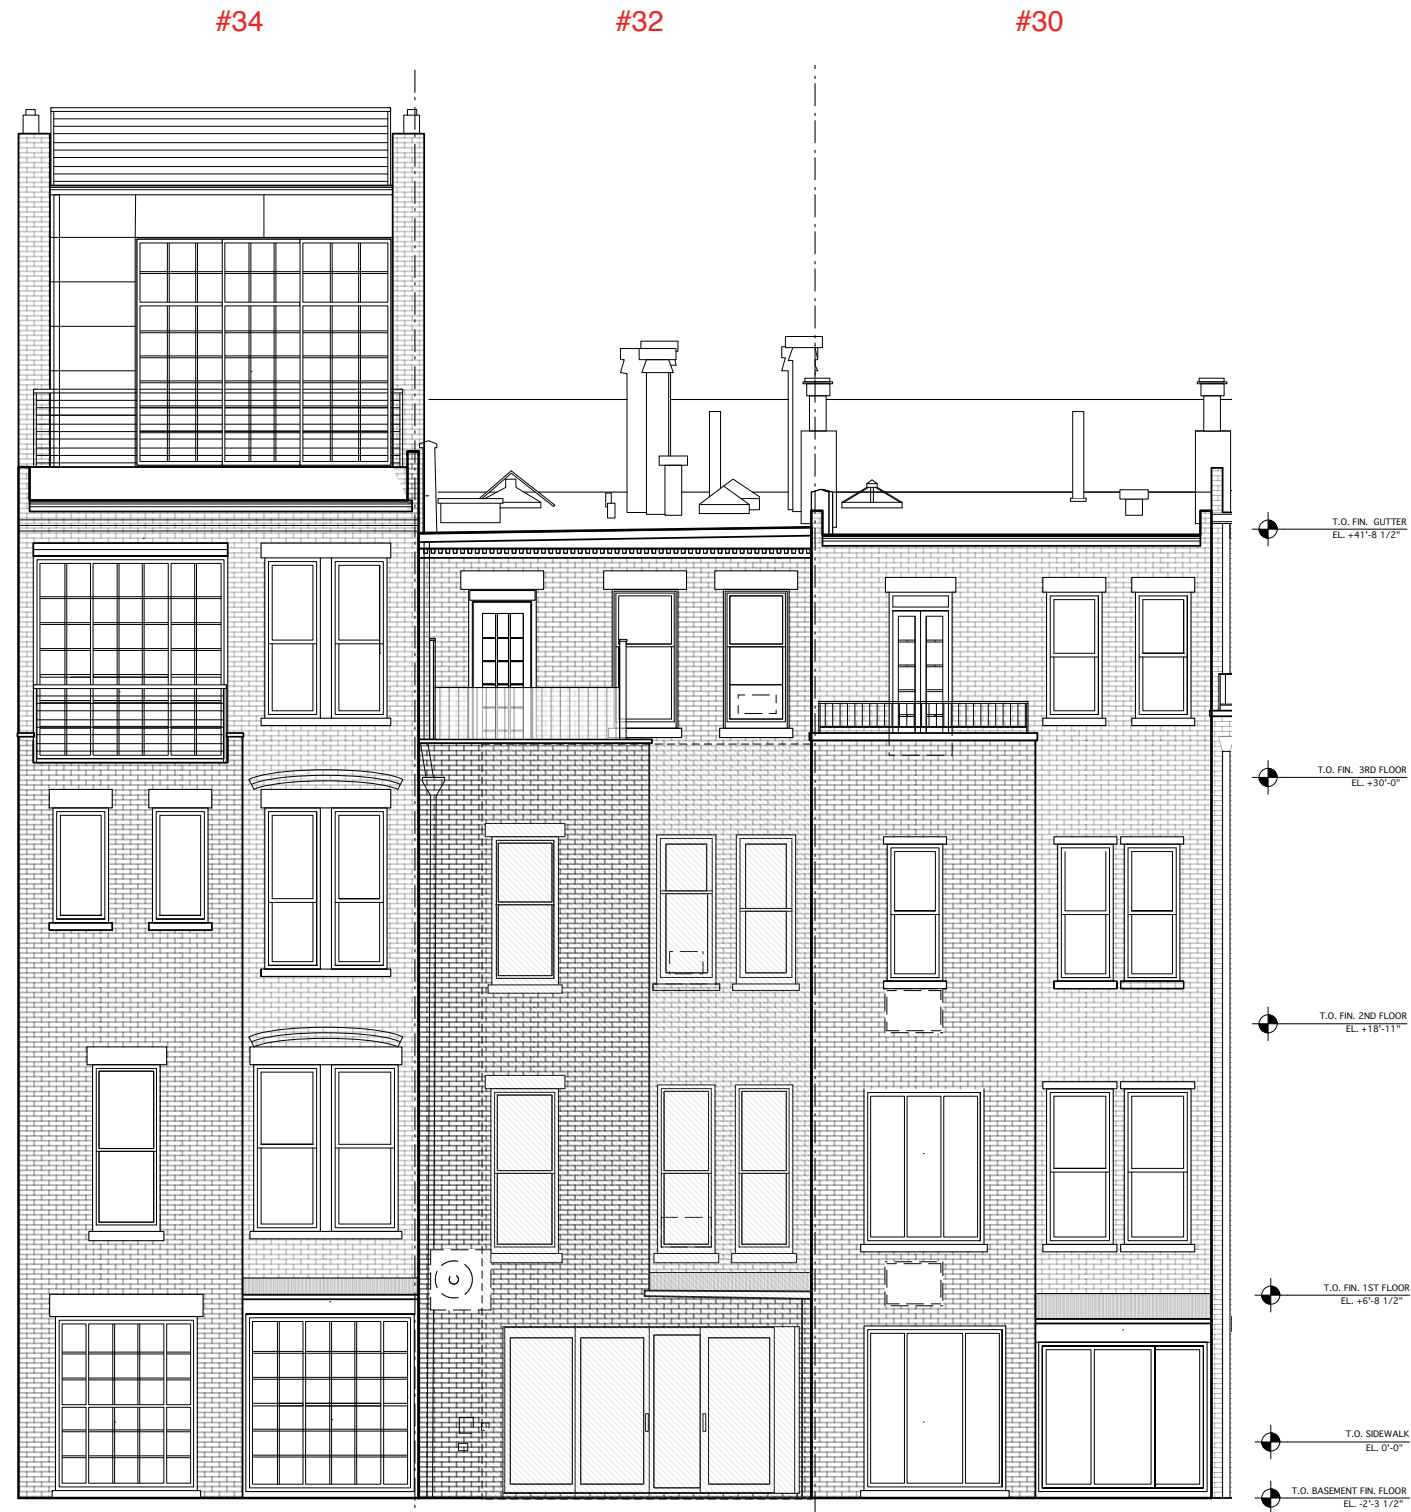 #34 #32 #30
T.O. FIN. GUTTER
EL. +41'-8 1/2"
T.O. FIN. 3RD FLOOR
EL. +30'-0"
T.O. FIN. 2ND FLOOR
EL. +18'-11"
T.O. FIN. 1ST FLOOR
EL. +6'-8 1/2"
T.O. SIDEWALK
EL. 0'-0"
T.O. BASEMENT FIN. FLOOR
EL. -2'-3 1/2"